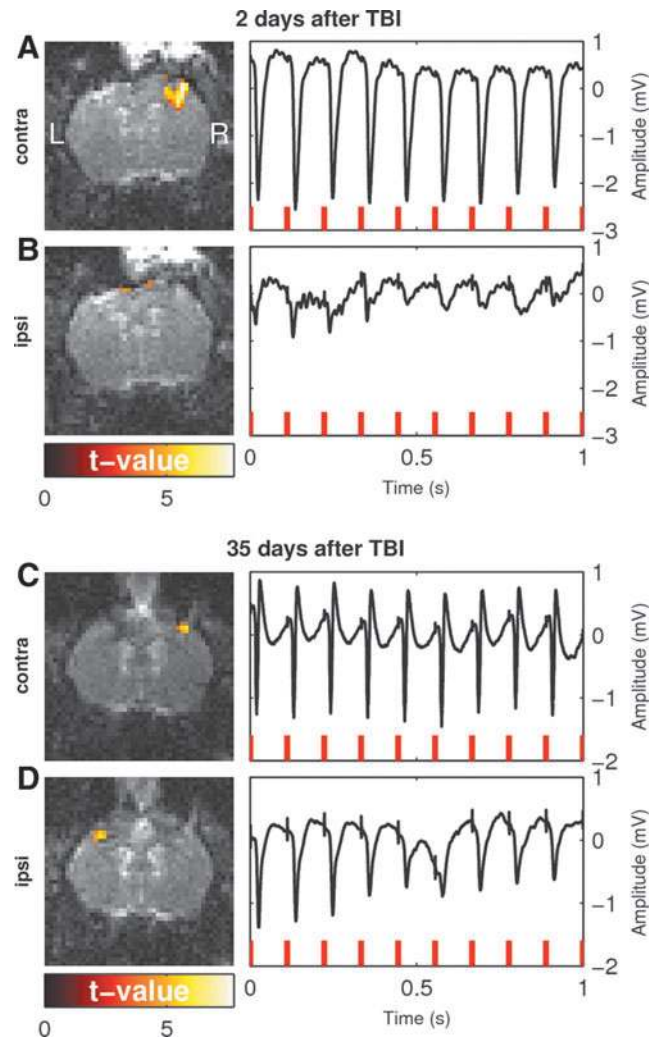 2 days after TBI
A
contra
L
R
1
0
−1
−2
−3
Amplitude (mV)
B
ipsi
1
0
−1
−2
−3
Amplitude (mV)
t−value
0
5
0
0.5
1
Time (s)
35 days after TBI
C
contra
1
0
−1
−2
Amplitude (mV)
D
ipsi
1
0
−1
−2
Amplitude (mV)
t−value
0
5
0
0.5
1
Time (s)